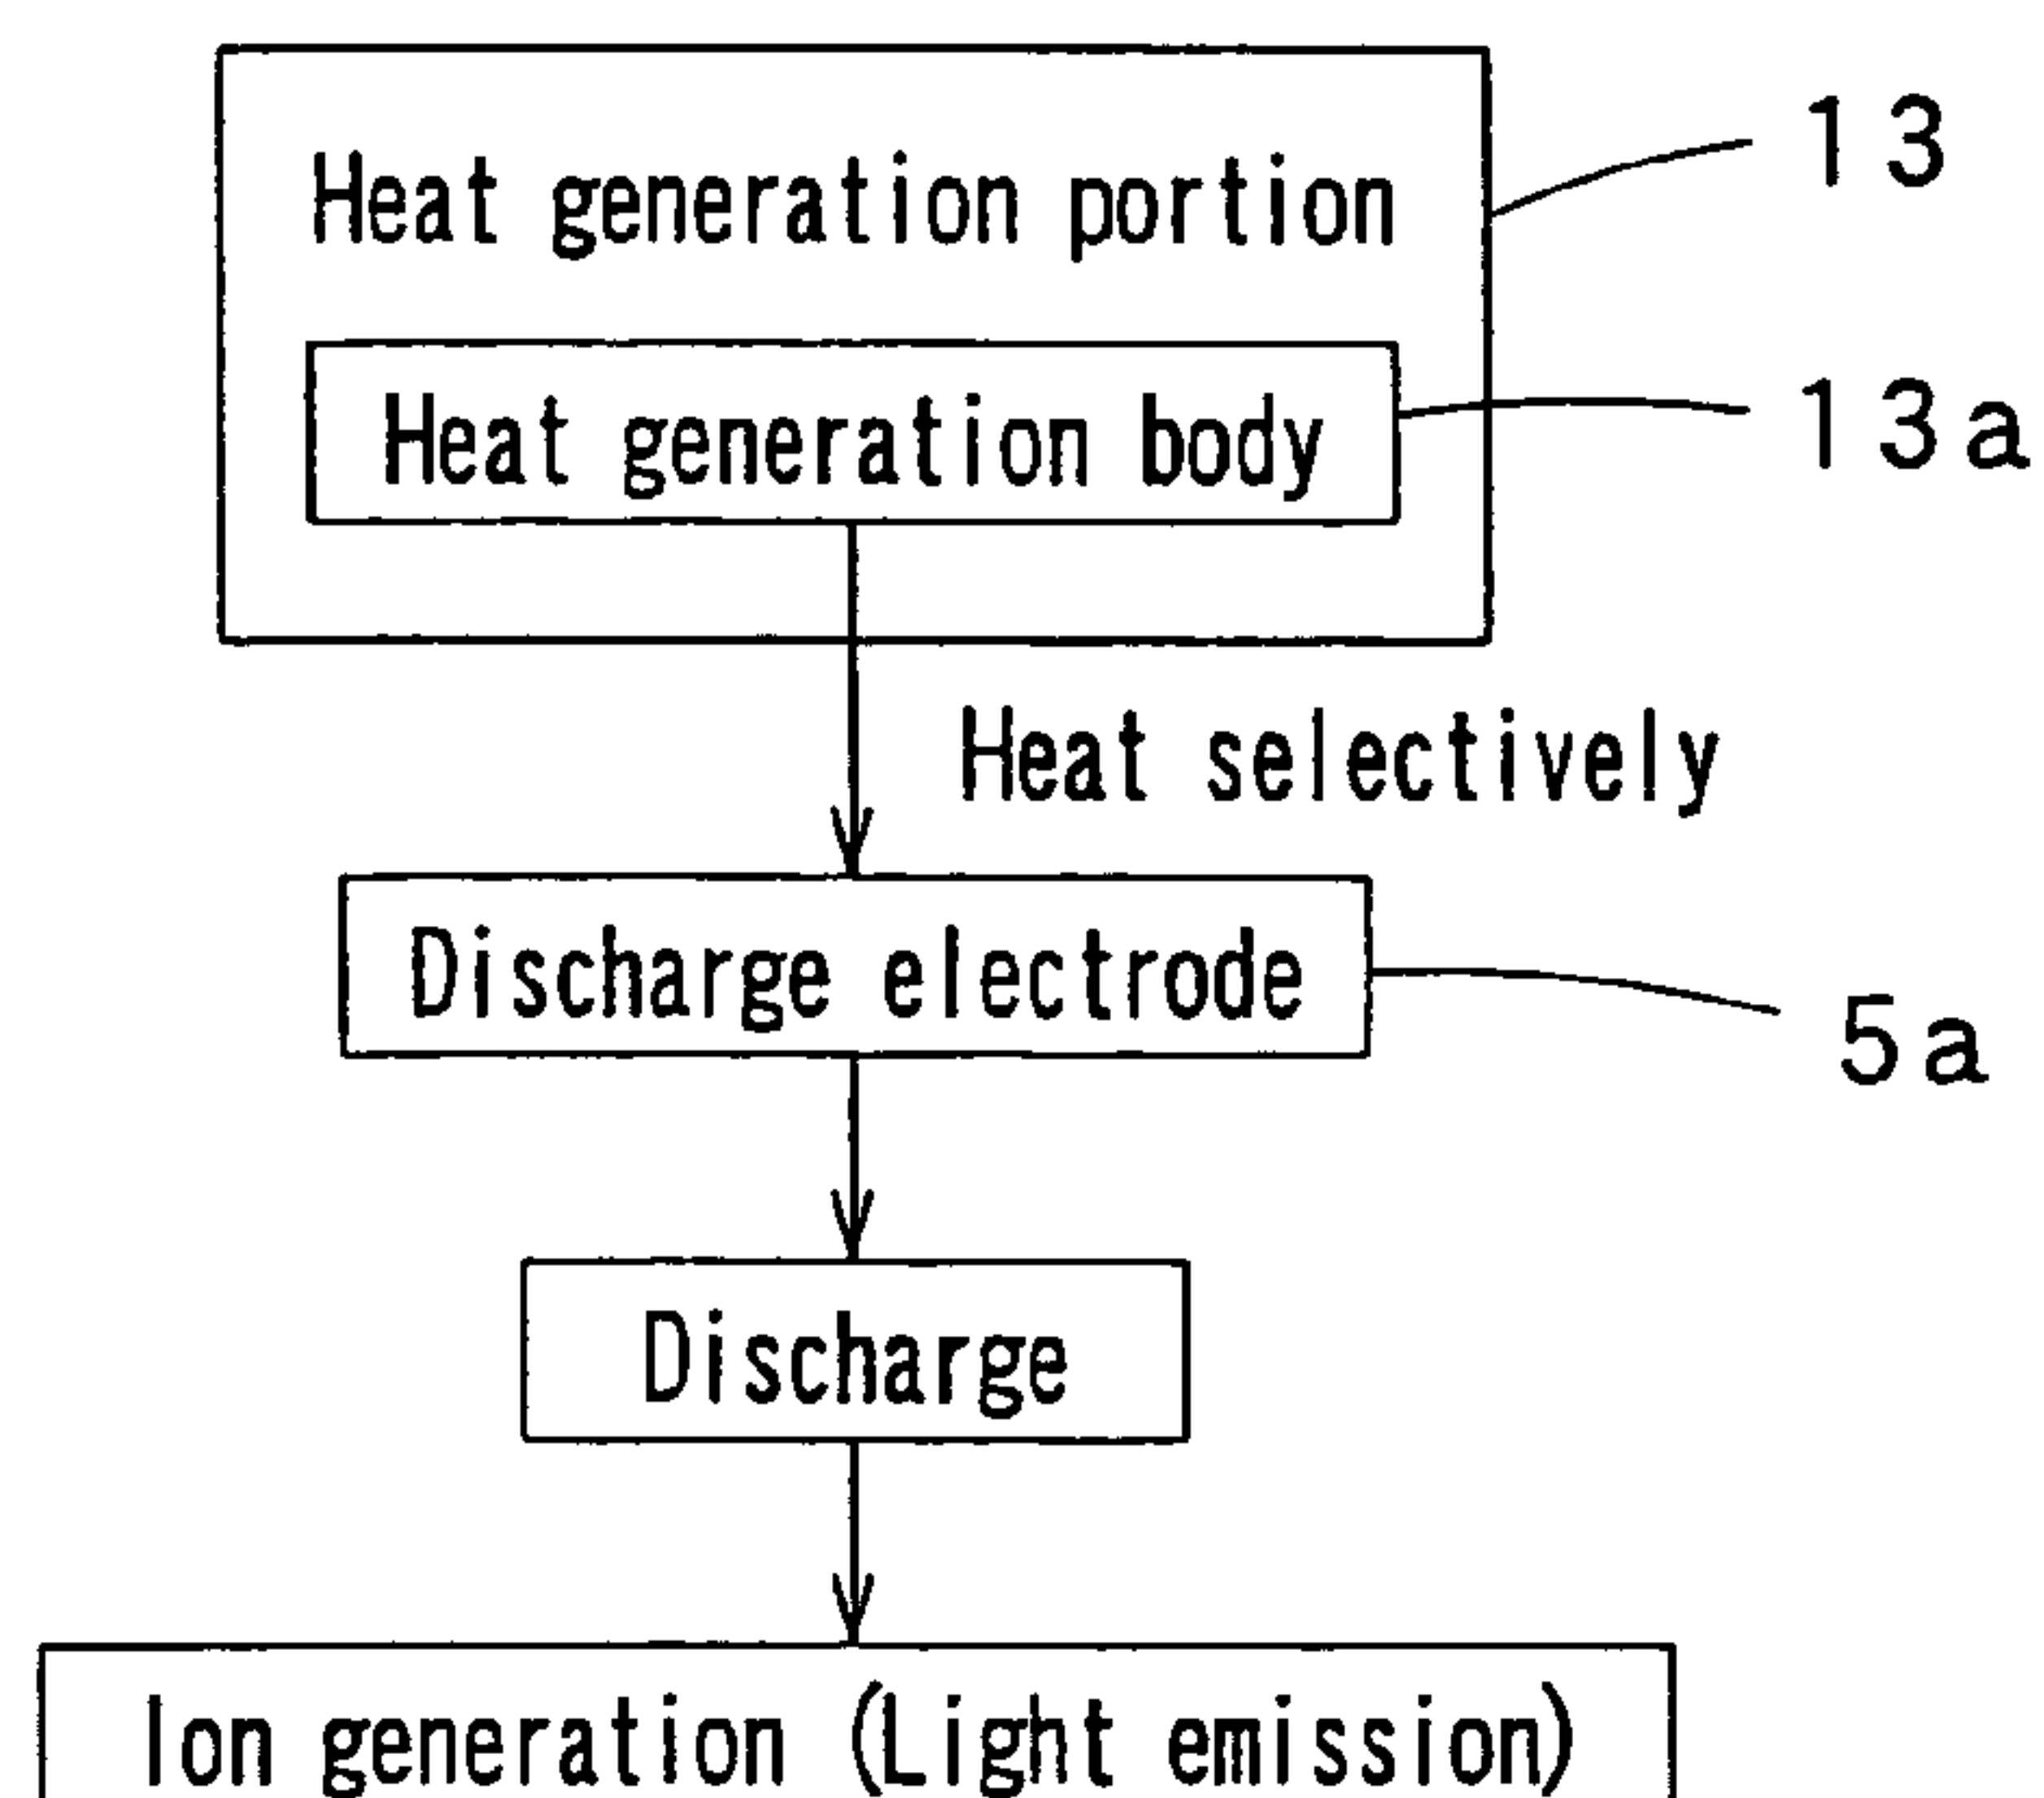 Heat generation portion
13
Heat generation body
13a
Heat selectively
Discharge electrode
5a
Discharge
Ion generation (Light emission)